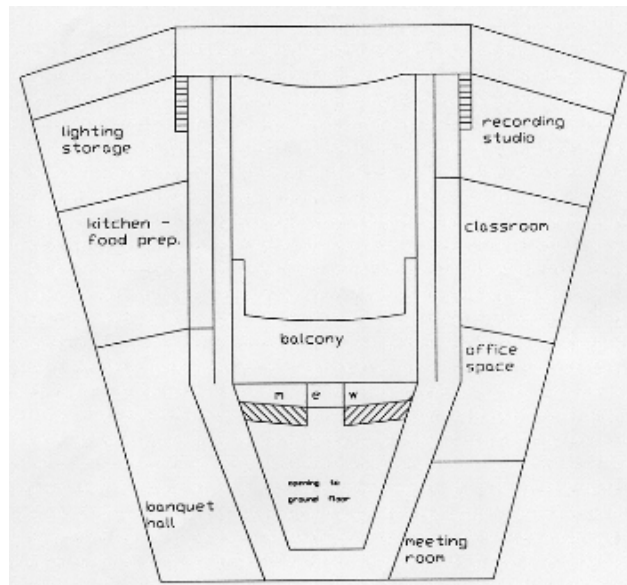 lighting
storage
recording
studio
kitchen -
food prep.
classroom
balcony
office
space
m e w
opening to
ground floor
banquet
hall
meeting
room